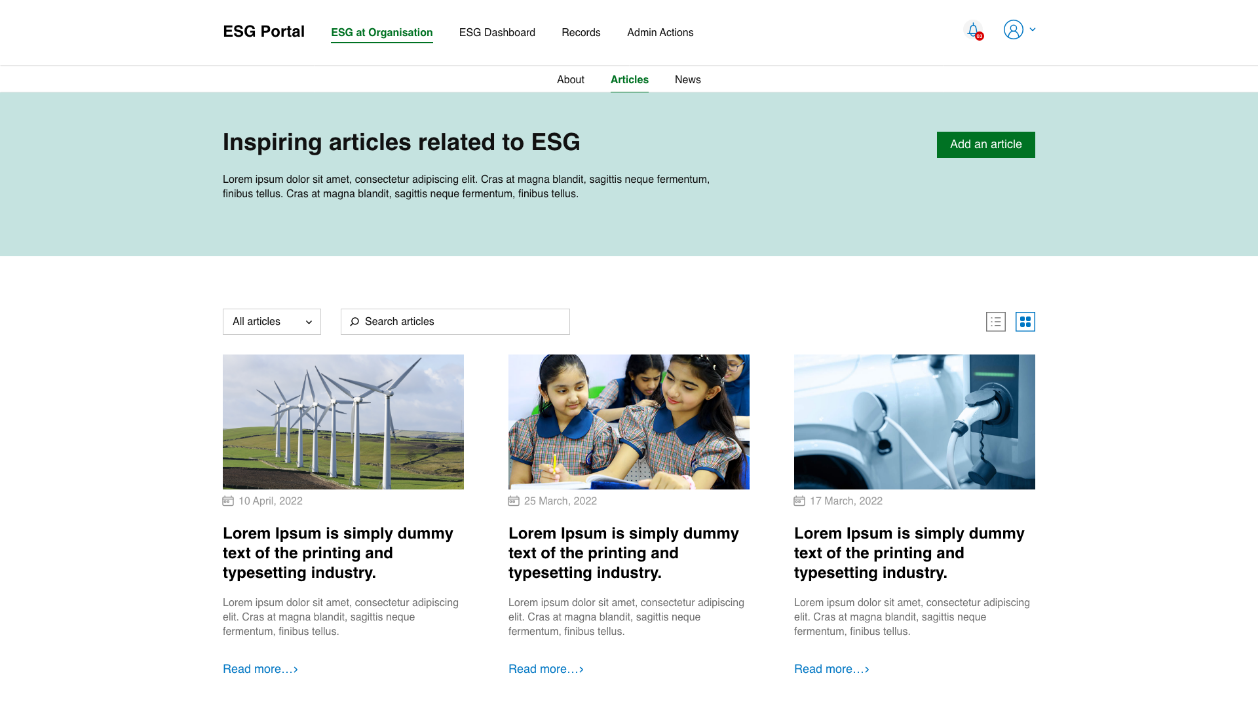 ESG Portal
ESG at Organisation
ESG Dashboard
Records
Admin Actions
About
Articles
News
Inspiring articles related to ESG
Add an article
Lorem ipsum dolor sit amet, consectetur adipiscing elit. Cras at magna blandit, sagittis neque fermentum,
finibus tellus. Cras at magna blandit, sagittis neque fermentum, finibus tellus.
All articles
Search articles
10 April, 2022
Lorem Ipsum is simply dummy
text of the printing and
typesetting industry.
Lorem ipsum dolor sit amet, consectetur adipiscing
elit. Cras at magna blandit, sagittis neque
fermentum, finibus tellus.
Read more…
25 March, 2022
Lorem Ipsum is simply dummy
text of the printing and
typesetting industry.
Lorem ipsum dolor sit amet, consectetur adipiscing
elit. Cras at magna blandit, sagittis neque
fermentum, finibus tellus.
Read more…
17 March, 2022
Lorem Ipsum is simply dummy
text of the printing and
typesetting industry.
Lorem ipsum dolor sit amet, consectetur adipiscing
elit. Cras at magna blandit, sagittis neque
fermentum, finibus tellus.
Read more…